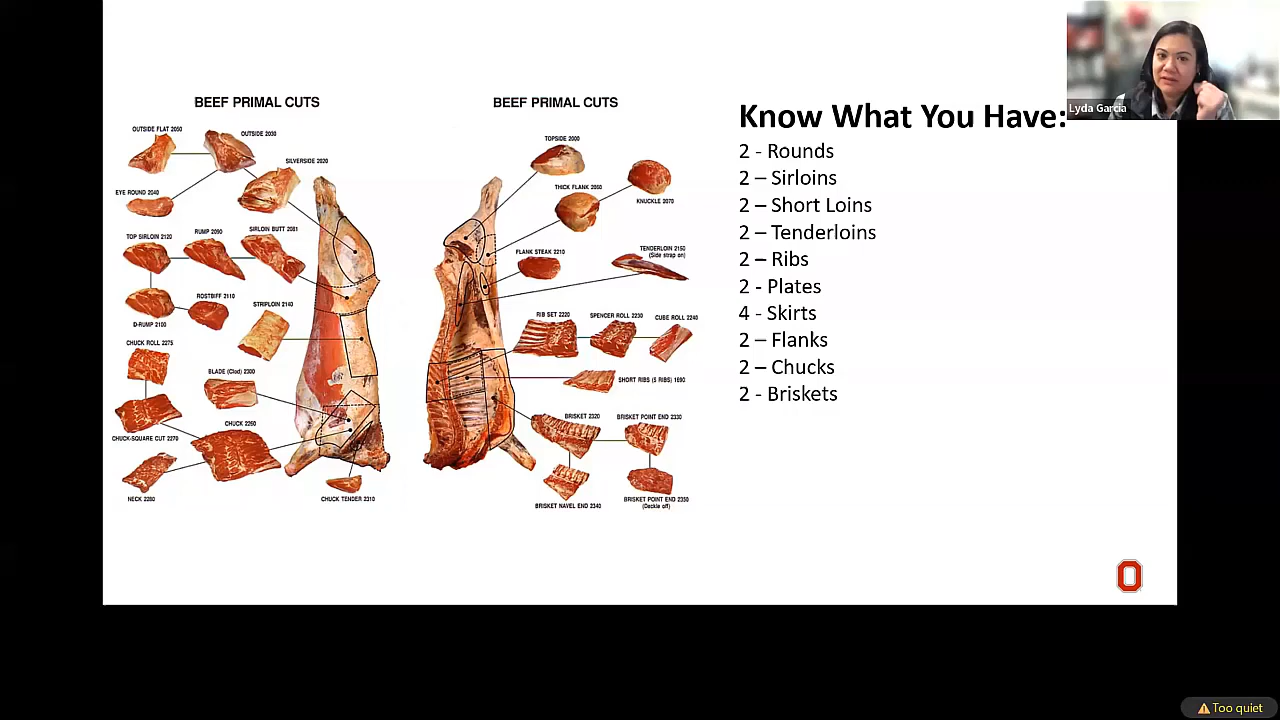 BEEF PRIMAL CUTS
OUTSIDE FLAT 2050
OUTSIDE 2030
SILVERSIDE 2020
EYE ROUND 2040
TOP SIRLOIN 2120
RUMP 2090
SIRLOIN BUTT 2081
D-RUMP 2100
ROSTBIFF 2110
STRIPLOIN 2140
CHUCK ROLL 2275
BLADE (Clod) 2300
CHUCK 2260
CHUCK-SQUARE CUT 2270
NECK 2280
CHUCK TENDER 2310
BEEF PRIMAL CUTS
TOPSIDE 2000
THICK FLANK 2060
KNUCKLE 2070
FLANK STEAK 2210
TENDERLOIN 2150
(Side strap on)
RIB SET 2220
SPENCER ROLL 2230
CUBE ROLL 2240
SHORT RIBS (5 RIBS) 1690
BRISKET 2320
BRISKET POINT END 2330
BRISKET NAVEL END 2340
BRISKET POINT END 2350
(Deckle off)
Know What You Have:
2 - Rounds
2 – Sirloins
2 – Short Loins
2 – Tenderloins
2 – Ribs
2 - Plates
4 - Skirts
2 – Flanks
2 – Chucks
2 - Briskets
Lyda Garcia
O
Too quiet